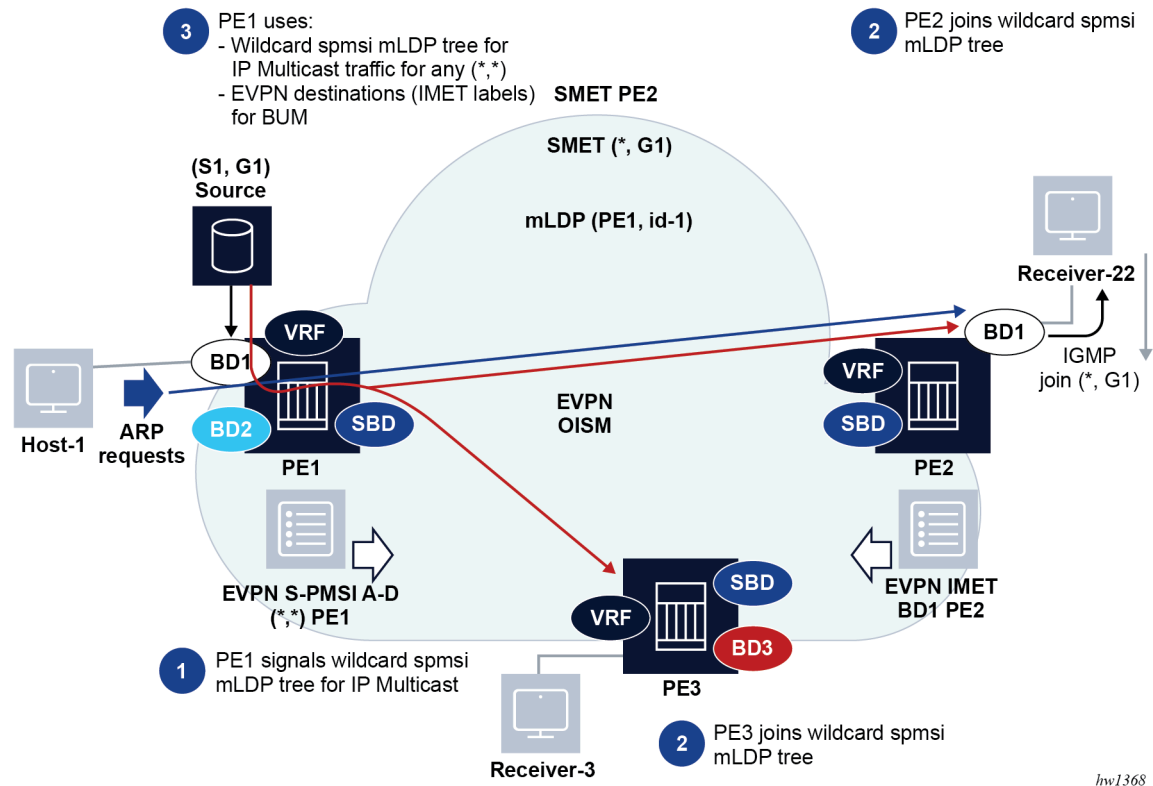 3
PE1 uses:
- Wildcard spmsi mLDP tree for
IP Multicast traffic for any (*,*)
- EVPN destinations (IMET labels)
for BUM
2
PE2 joins wildcard spmsi
mLDP tree
SMET PE2
SMET (*, G1)
mLDP (PE1, id-1)
(S1, G1)
Source
Receiver-22
VRF
BD1
BD1
IGMP
join (*, G1)
VRF
EVPN
OISM
Host-1
ARP
requests
BD2
SBD
SBD
PE1
PE2
EVPN S-PMSI A-D
(*,*) PE1
EVPN IMET
BD1 PE2
SBD
VRF
BD3
PE3
1
PE1 signals wildcard spmsi
mLDP tree for IP Multicast
Receiver-3
2
PE3 joins wildcard spmsi
mLDP tree
hw1368